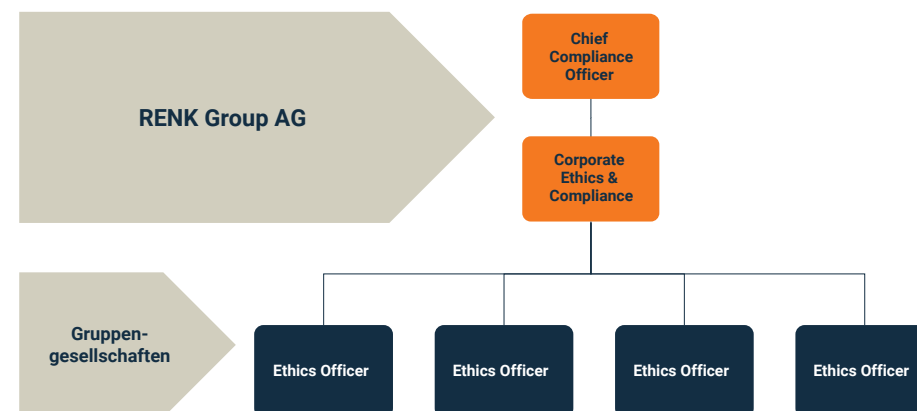 Chief
Compliance
Officer
RENK Group AG
Corporate
Ethics &
Compliance
Gruppen-
gesellschaften
Ethics Officer
Ethics Officer
Ethics Officer
Ethics Officer